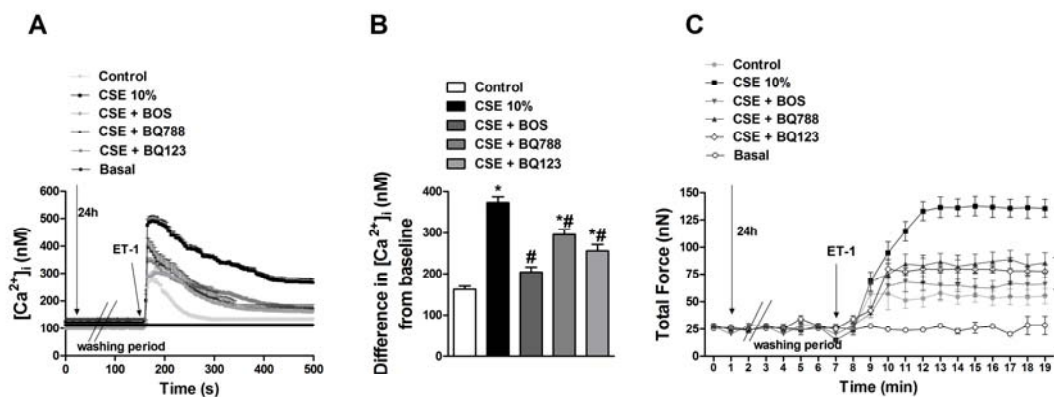 A
Control
CSE 10%
CSE + BOS
CSE + BQ788
CSE + BQ123
Basal
600
500
400
300
200
100
0
[Ca2+]i (nM)
24h
ET-1
washing period
0 100 200 300 400 500
Time (s)
B
Control
CSE 10%
CSE + BOS
CSE + BQ788
CSE + BQ123
Difference in [Ca2+]i (nM)
from baseline
400
300
200
100
0
*
#
*#
*#
C
Control
CSE 10%
CSE + BOS
CSE + BQ788
CSE + BQ123
Basal
150
125
100
75
50
25
0
Total Force (nN)
24h
ET-1
washing period
0 1 2 3 4 5 6 7 8 9 10 11 12 13 14 15 16 17 18 19
Time (min)